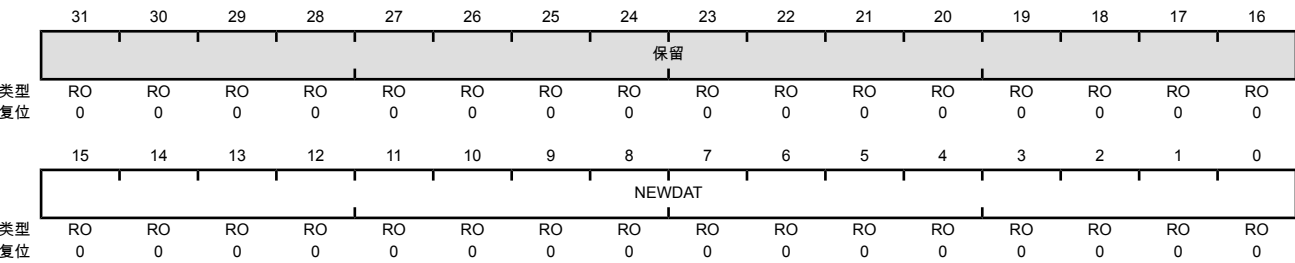 31 30 29 28 27 26 25 24 23 22 21 20 19 18 17 16
保留
类型 RO RO RO RO RO RO RO RO RO RO RO RO RO RO RO RO
复位 0 0 0 0 0 0 0 0 0 0 0 0 0 0 0 0
15 14 13 12 11 10 9 8 7 6 5 4 3 2 1 0
NEWDAT
类型 RO RO RO RO RO RO RO RO RO RO RO RO RO RO RO RO
复位 0 0 0 0 0 0 0 0 0 0 0 0 0 0 0 0